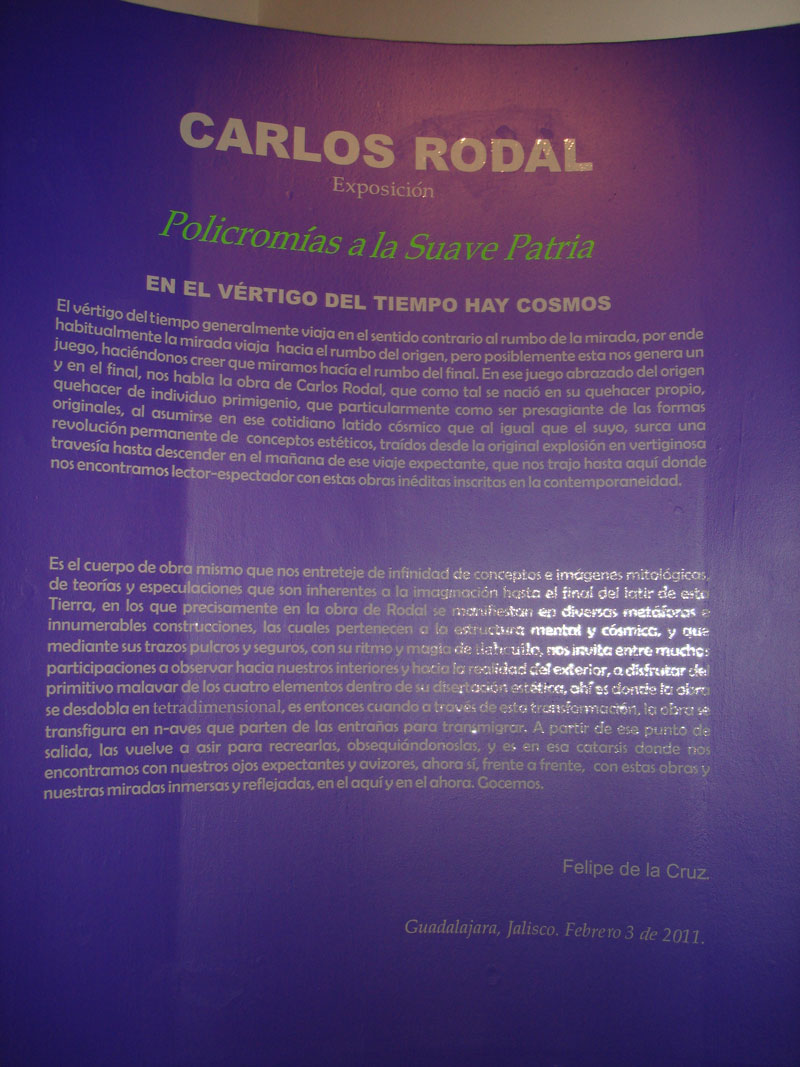 CARLOS RODAL
Exposición
Policromías a la Suave Patria
EN EL VÉRTIGO DEL TIEMPO HAY COSMOS
El vértigo del tiempo generalmente viaja en el sentido contrario al rumbo de la mirada, por ende
habitualmente la mirada viaja hacia el rumbo del origen, pero posiblemente esta nos genera un
juego, haciéndonos creer que miramos hacía el rumbo del final. En ese juego abrazado del origen
y en el final, nos habla la obra de Carlos Rodal, que como tal se nació en su quehacer propio,
quehacer de individuo primigenio, que particularmente como ser presagiante de las formas
originales, al asumirse en ese cotidiano latido cósmico que al igual que el suyo, surca una
revolución permanente de conceptos estéticos, traídos desde la original explosión en vertiginosa
travesía hasta descender en el mañana de ese viaje expectante, que nos trajo hasta aquí donde
nos encontramos lector-espectador con estas obras inéditas inscritas en la contemporaneidad.
Es el cuerpo de obra mismo que nos entreteje de infinidad de conceptos e imágenes mitológicas,
de teorías y especulaciones que son inherentes a la imaginación hasta el final del latir de esta
Tierra, en los que precisamente en la obra de Rodal se manifiestan en diversas metáforas e
innumerables construcciones, las cuales pertenecen a la estructura mental y cósmica, y que
mediante sus trazos pulcros y seguros, con su ritmo y magia de nos invita entre muchas
participaciones a observar hacia nuestros interiores y hacia la realidad del exterior, a disfrutar del
primitivo malavar de los cuatro elementos dentro de su disertación estética, ahí es donde la obra
se desdobla en tetradimensional, es entonces cuando a través de esta transformación, la obra se
transfigura en n-aves que parten de las entrañas para transmigrar. A partir de ese punto de
salida, las vuelve a asir para recrearlas, obsequiándonoslas, y es en esa catarsis donde nos
encontramos con nuestros ojos expectantes y avizores, ahora sí, frente a frente, con estas obras y
nuestras miradas inmersas y reflejadas, en el aquí y en el ahora. Gocemos.
Felipe de la Cruz.
Guadalajara, Jalisco. Febrero 3 de 2011.